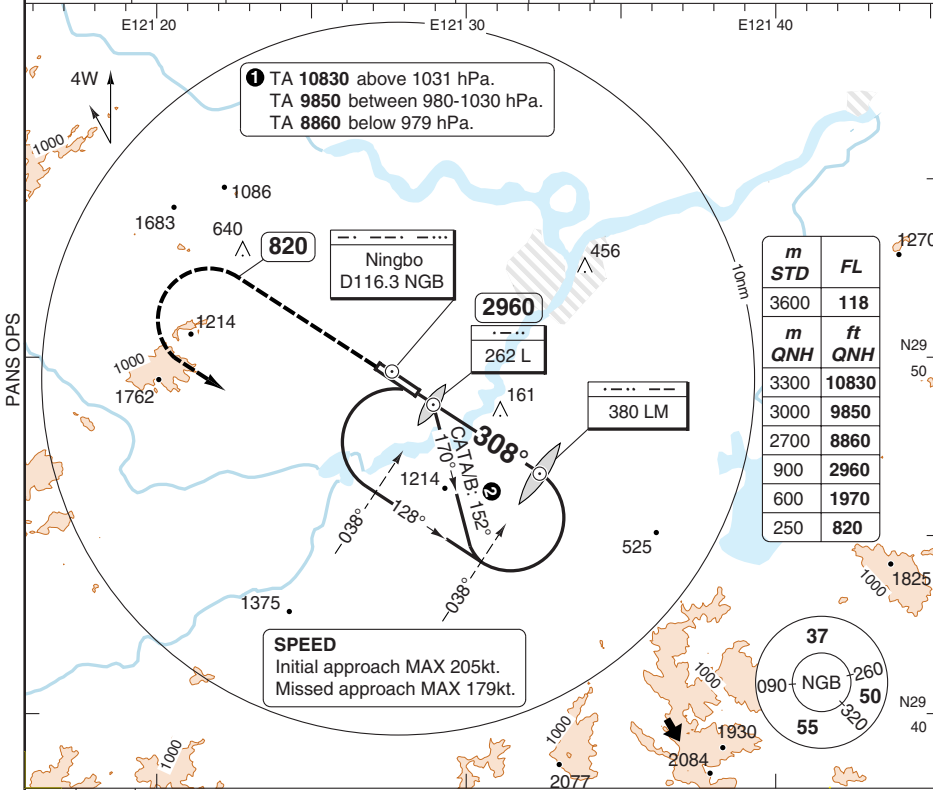 E121 20
E121 30
E121 40
4W
❶ TA 10830 above 1031 hPa.
TA 9850 between 980-1030 hPa.
TA 8860 below 979 hPa.
1000
1086
1683
640
820
Ningbo
D116.3 NGB
456
1270
10nm
2960
262 L
m STD
FL
3600 118
m QNH
ft QNH
3300 10830
3000 9850
2700 8860
900 2960
600 1970
250 820
N29
50
PANS OPS
1214
1000
1762
161
380 LM
308°
CATA/B: 152°
170°
❷
1214
128°
038°
038°
525
1825
1000
1375
SPEED
Initial approach MAX 205kt.
Missed approach MAX 179kt.
37
090
NGB
260
50
320
55
N29
40
1000
1000
1000
1930
2084
2077